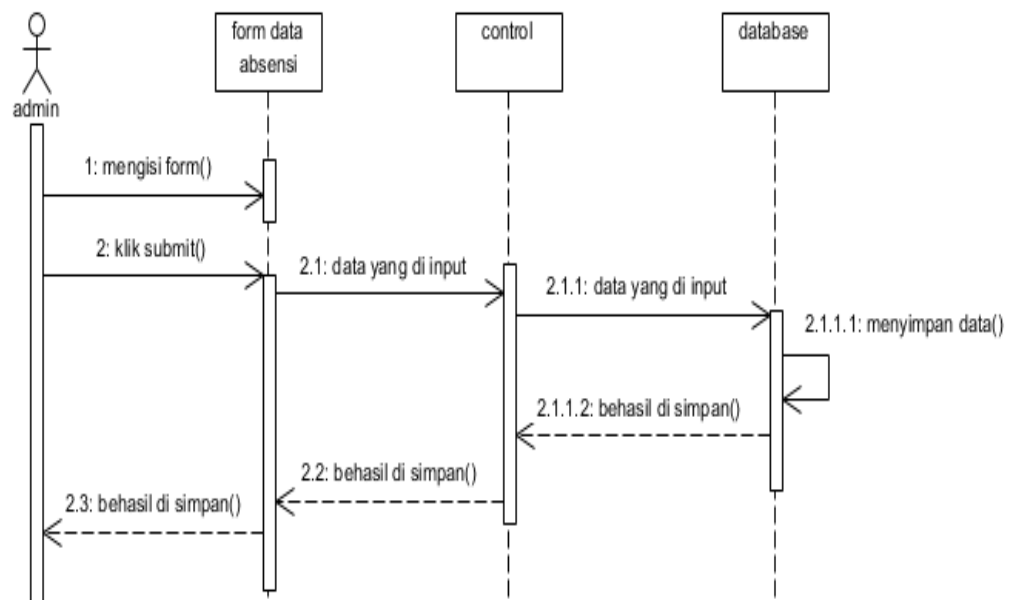 form data
absensi
control
database
admin
1: mengisi form()
2: klik submit()
2.1: data yang di input
2.1.1: data yang di input
2.1.1.1: menyimpan data()
2.1.1.2: behasil di simpan()
2.2: behasil di simpan()
2.3: behasil di simpan()